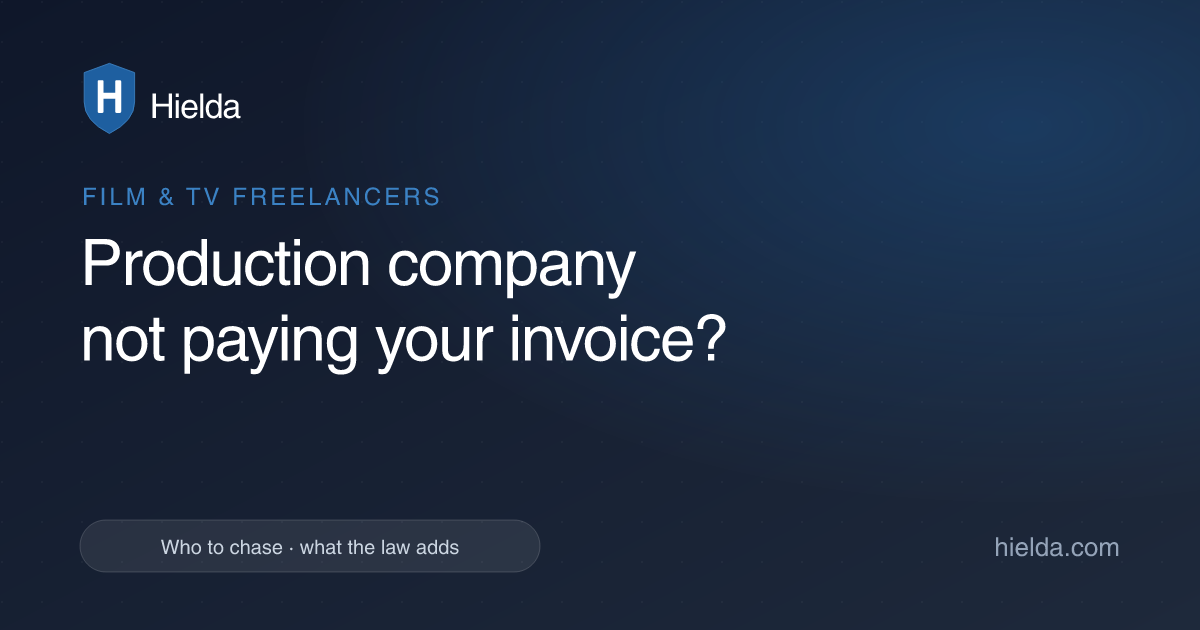 H
Hielda
FILM & TV FREELANCERS
Production company
not paying your invoice?
Who to chase · what the law adds
hielda.com